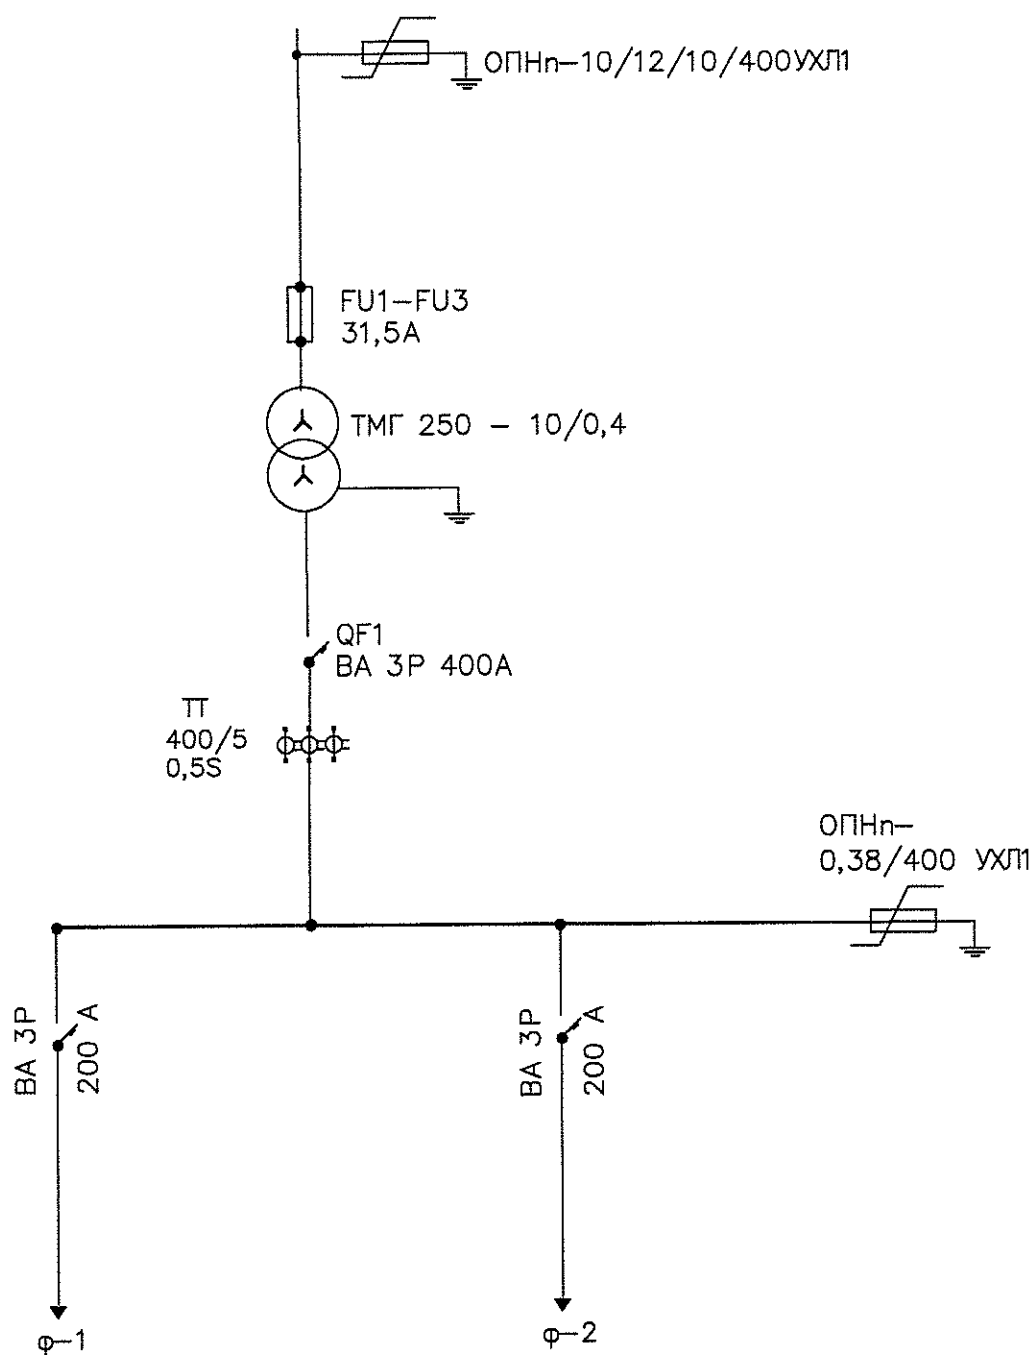 ОПНп-10/12/10/400УХЛ1
FU1-FU3
31,5А
ТМГ 250 - 10/0,4
QF1
ВА 3Р 400А
ТТ
400/5
0,5S
ОПНп-
0,38/400 УХЛ1
ВА 3Р
200 А
ВА 3Р
200 А
φ-1
φ-2